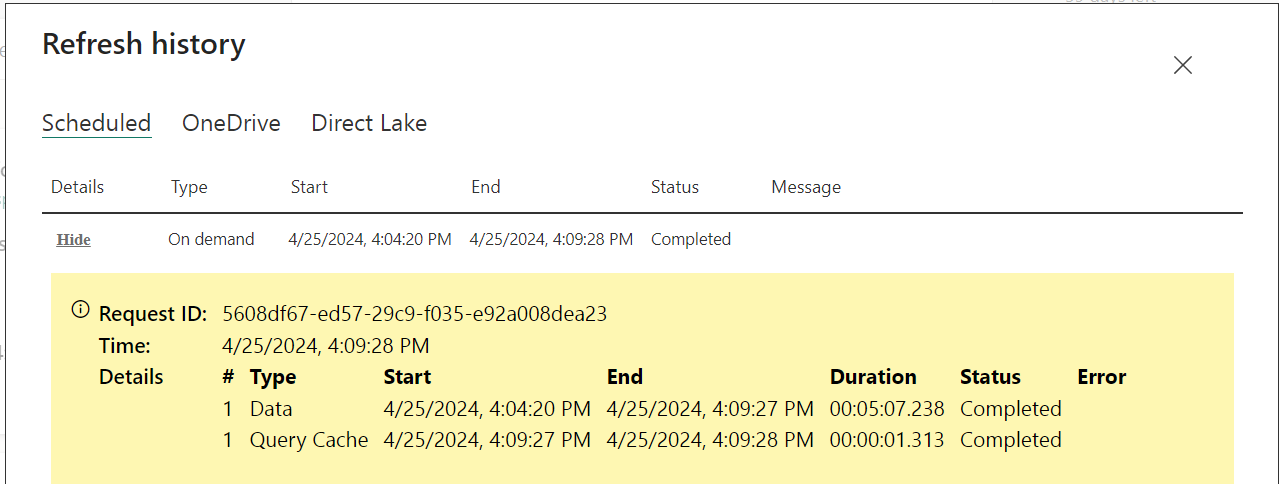 Refresh history
Scheduled OneDrive Direct Lake
Details Type Start End Status Message
Hide On demand 4/25/2024, 4:04:20 PM 4/25/2024, 4:09:28 PM Completed
Request ID: 5608df67-ed57-29c9-f035-e92a008dea23
Time: 4/25/2024, 4:09:28 PM
Details # Type Start End Duration Status Error
1 Data 4/25/2024, 4:04:20 PM 4/25/2024, 4:09:27 PM 00:05:07.238 Completed
1 Query Cache 4/25/2024, 4:09:27 PM 4/25/2024, 4:09:28 PM 00:00:01.313 Completed